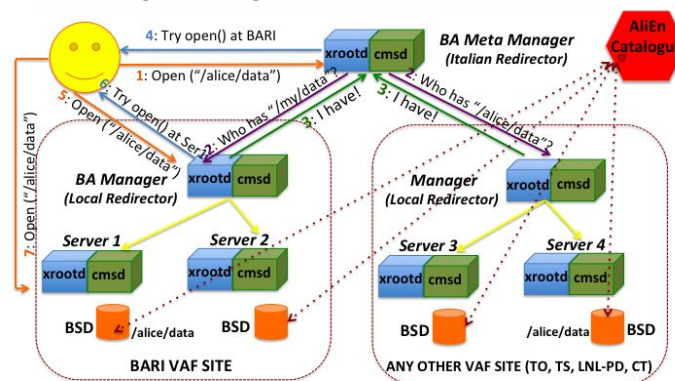 4: Try open() at BARI
xrootd cmsd
BA Meta Manager
(Italian Redirector)
AliEn
Catalogu
1: Open ("/alice/data")
6: Try open() at Ser1
5: Open ("/alice/data")
2: Who has "/my/data"?
3: I have!
2: Who has "/alice/data"?
3: I have!
7: Open ("/alice/data")
BA Manager
(Local Redirector)
xrootd cmsd
Manager
(Local Redirector)
xrootd cmsd
Server 1
xrootd cmsd
Server 2
xrootd cmsd
Server 3
xrootd cmsd
Server 4
xrootd cmsd
BSD
/alice/data
BSD
BSD
/alice/data
BSD
BARI VAF SITE
ANY OTHER VAF SITE (TO, TS, LNL-PD, CT)